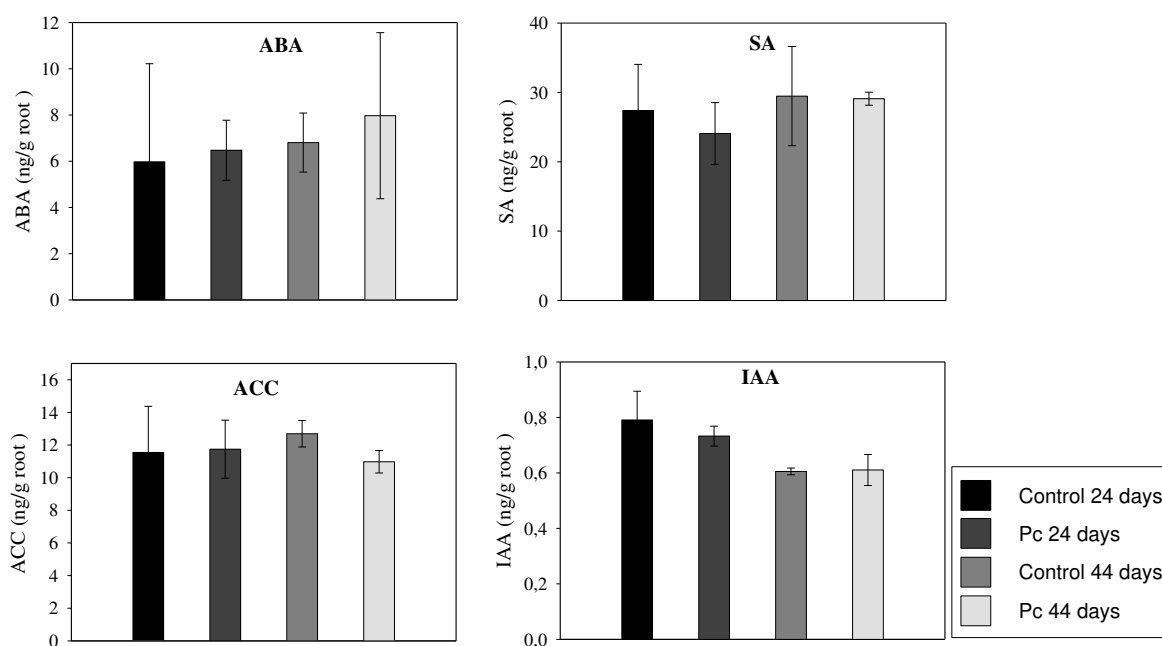 ABA
ABA (ng/g root )
12
10
8
6
4
2
0
SA
SA (ng/g root )
40
30
20
10
0
ACC
ACC (ng/g root )
16
14
12
10
8
6
4
2
0
IAA
IAA (ng/g root )
1,0
0,8
0,6
0,4
0,2
0,0
Control 24 days
Pc 24 days
Control 44 days
Pc 44 days